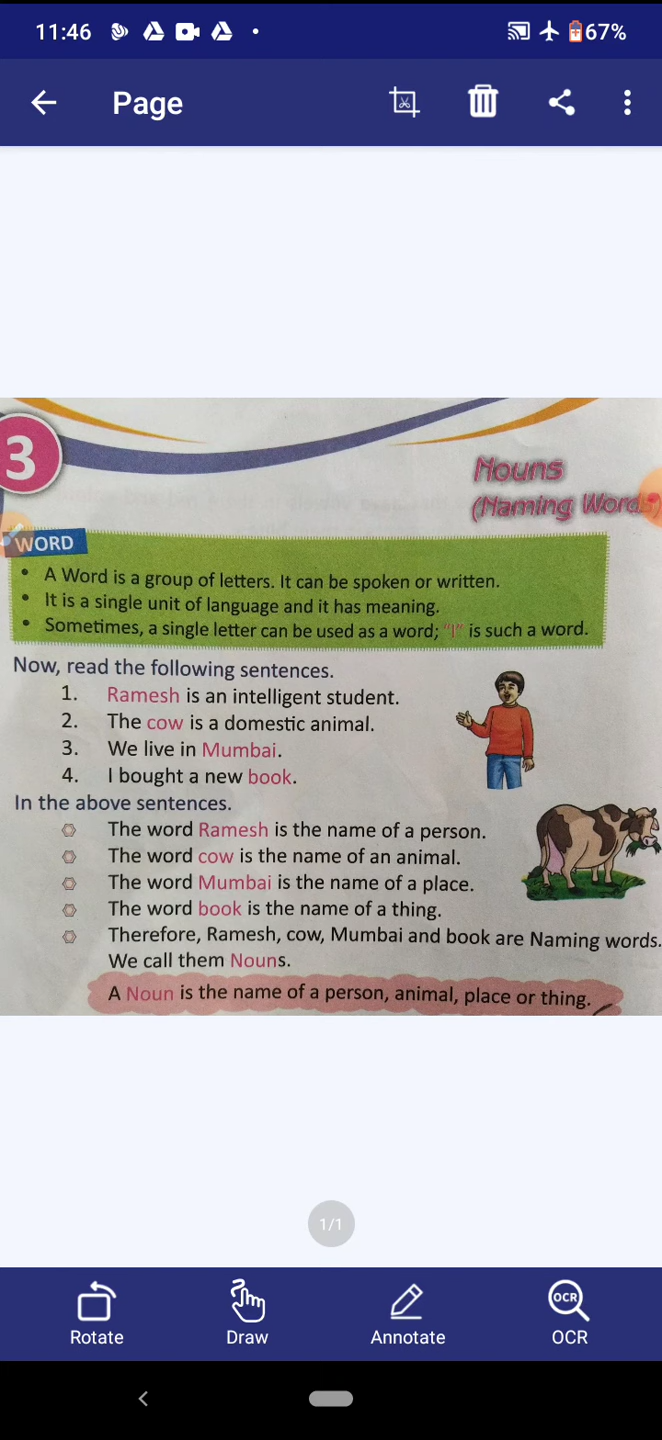 11:46
67%
Page
3
Nouns
(Naming Words)
WORD
• A Word is a group of letters. It can be spoken or written.
• It is a single unit of language and it has meaning.
• Sometimes, a single letter can be used as a word; "I" is such a word.
Now, read the following sentences.
1. Ramesh is an intelligent student.
2. The cow is a domestic animal.
3. We live in Mumbai.
4. I bought a new book.
In the above sentences.
The word Ramesh is the name of a person.
The word cow is the name of an animal.
The word Mumbai is the name of a place.
The word book is the name of a thing.
Therefore, Ramesh, cow, Mumbai and book are Naming words.
We call them Nouns.
A Noun is the name of a person, animal, place or thing.
1/1
Rotate
Draw
Annotate
OCR
OCR